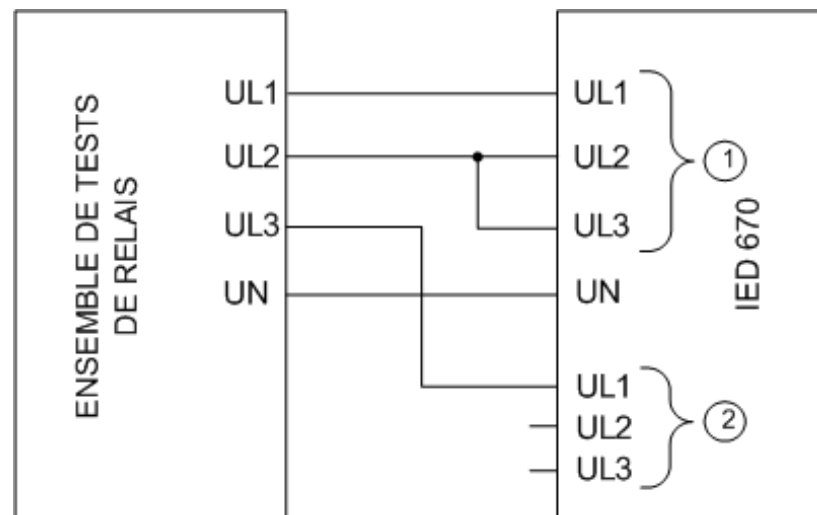 ENSEMBLE DE TESTS
DE RELAIS
UL1
UL2
UL3
UN
UL1
UL2
UL3
UN
UL1
UL2
UL3
1
2
IED 670